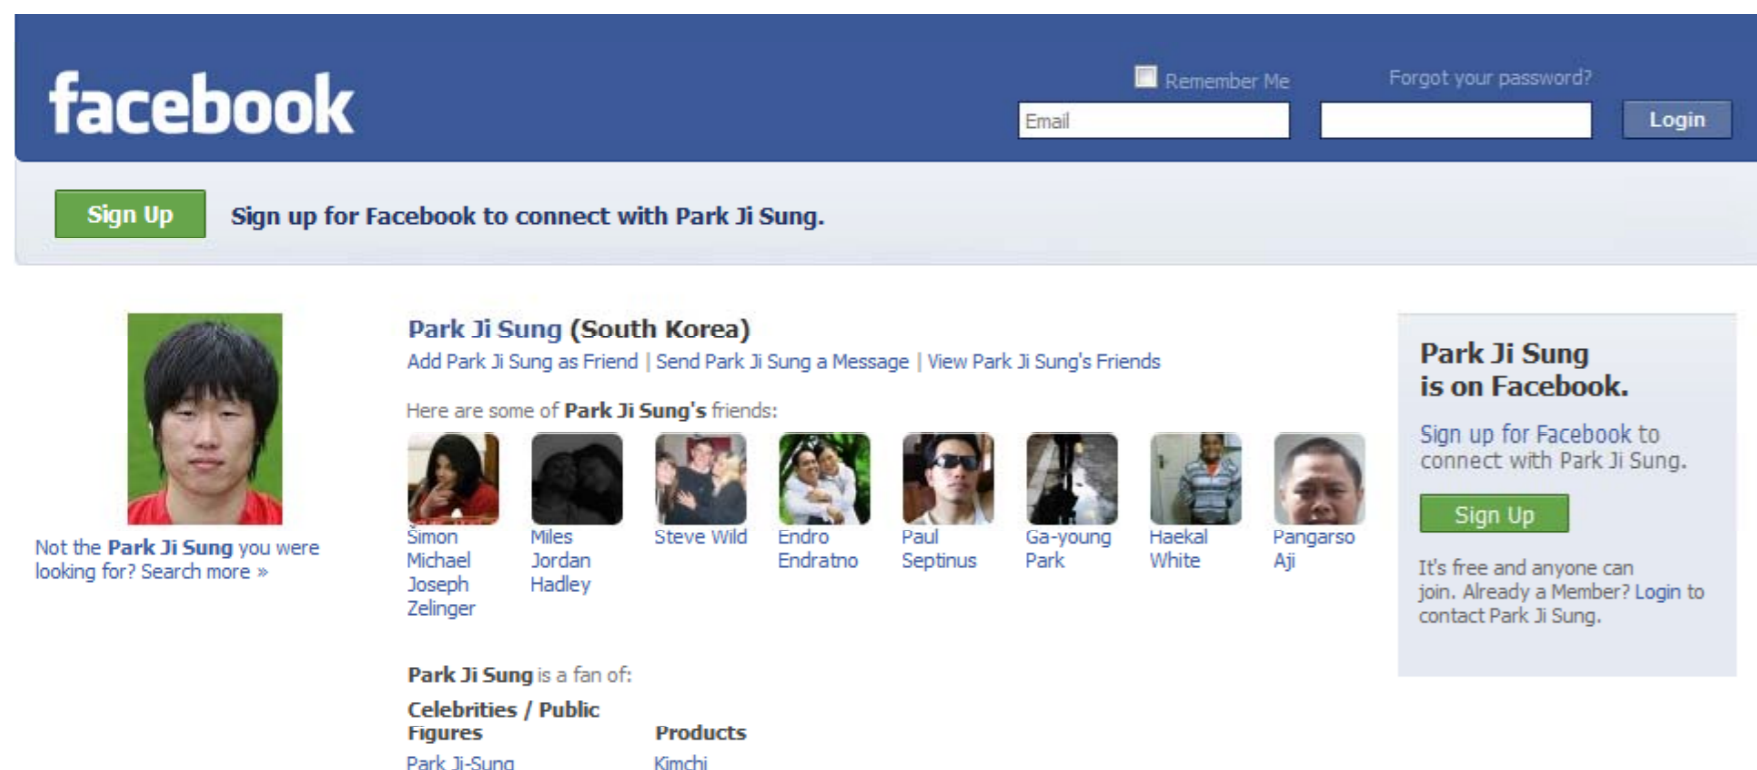 facebook
Remember Me
Forgot your password?
Email
Login
Sign Up
Sign up for Facebook to connect with Park Ji Sung.
Not the Park Ji Sung you were
looking for? Search more »
Park Ji Sung (South Korea)
Add Park Ji Sung as Friend | Send Park Ji Sung a Message | View Park Ji Sung's Friends
Here are some of Park Ji Sung's friends:
Šimon
Michael
Joseph
Zelinger
Miles
Jordan
Hadley
Steve Wild
Endro
Endratno
Paul
Septinus
Ga-young
Park
Haekal
White
Pangarso
Aji
Park Ji Sung is a fan of:
Celebrities / Public
Figures
Park Ji-Sung
Products
Kimchi
Park Ji Sung
is on Facebook.
Sign up for Facebook to
connect with Park Ji Sung.
Sign Up
It's free and anyone can
join. Already a Member? Login to
contact Park Ji Sung.